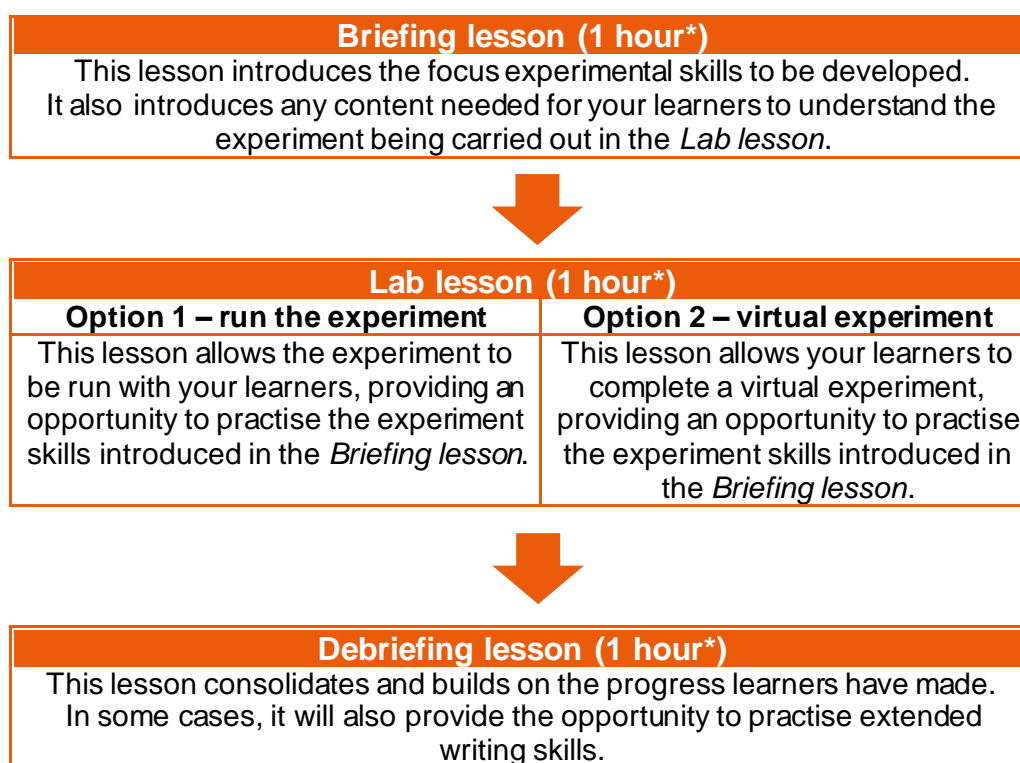 Briefing lesson (1 hour*)
This lesson introduces the focus experimental skills to be developed.
It also introduces any content needed for your learners to understand the
experiment being carried out in the Lab lesson.
Lab lesson (1 hour*)
Option 1 – run the experiment
This lesson allows the experiment to
be run with your learners, providing an
opportunity to practise the experiment
skills introduced in the Briefing lesson.
Option 2 – virtual experiment
This lesson allows your learners to
complete a virtual experiment,
providing an opportunity to practise
the experiment skills introduced in
the Briefing lesson.
Debriefing lesson (1 hour*)
This lesson consolidates and builds on the progress learners have made.
In some cases, it will also provide the opportunity to practise extended
writing skills.